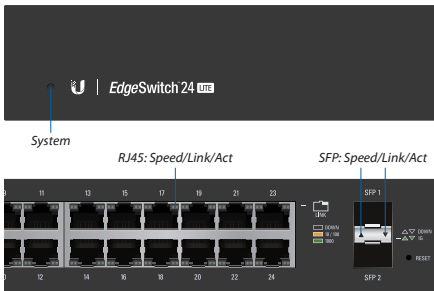 EdgeSwitch 24 LITE
System
RJ45: Speed/Link/Act
SFP: Speed/Link/Act
9 11 13 15 17 19 21 23
LINK
DOWN
10 / 100
1000
SFP 1
DOWN
1G
RESET
0 12 14 16 18 20 22 24
SFP 2